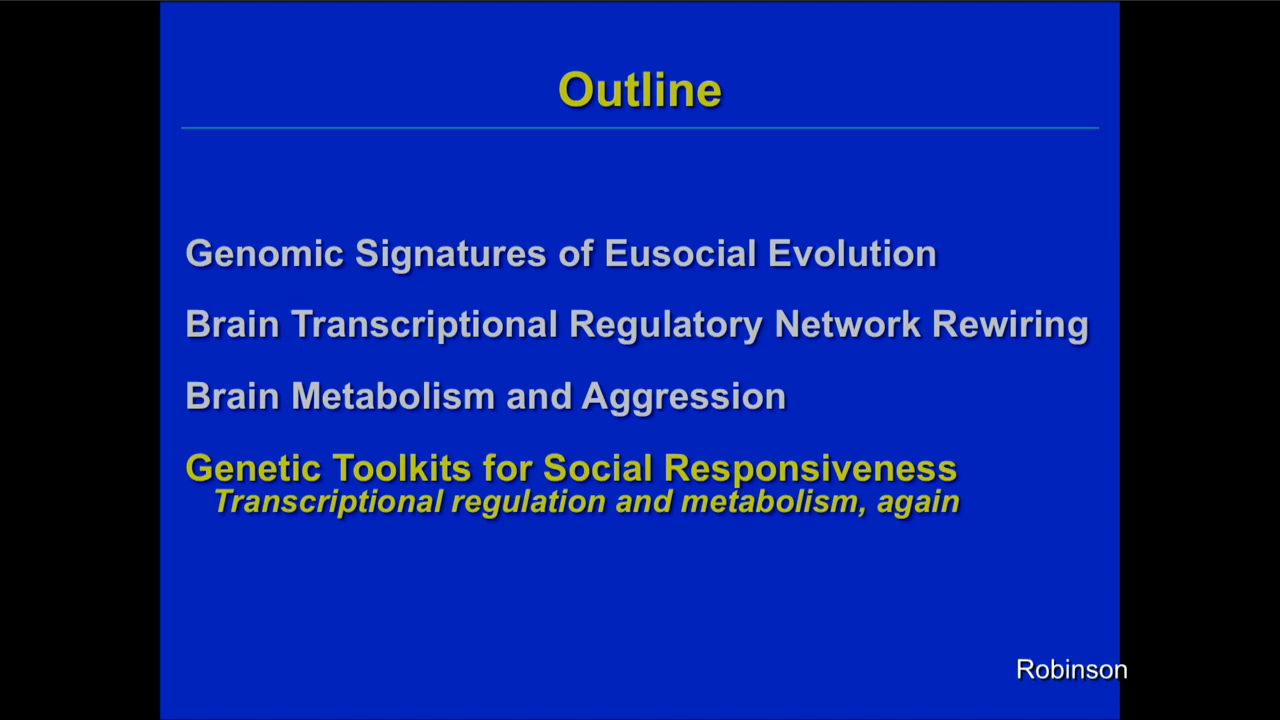 Outline
Genomic Signatures of Eusocial Evolution
Brain Transcriptional Regulatory Network Rewiring
Brain Metabolism and Aggression
Genetic Toolkits for Social Responsiveness
Transcriptional regulation and metabolism, again
Robinson